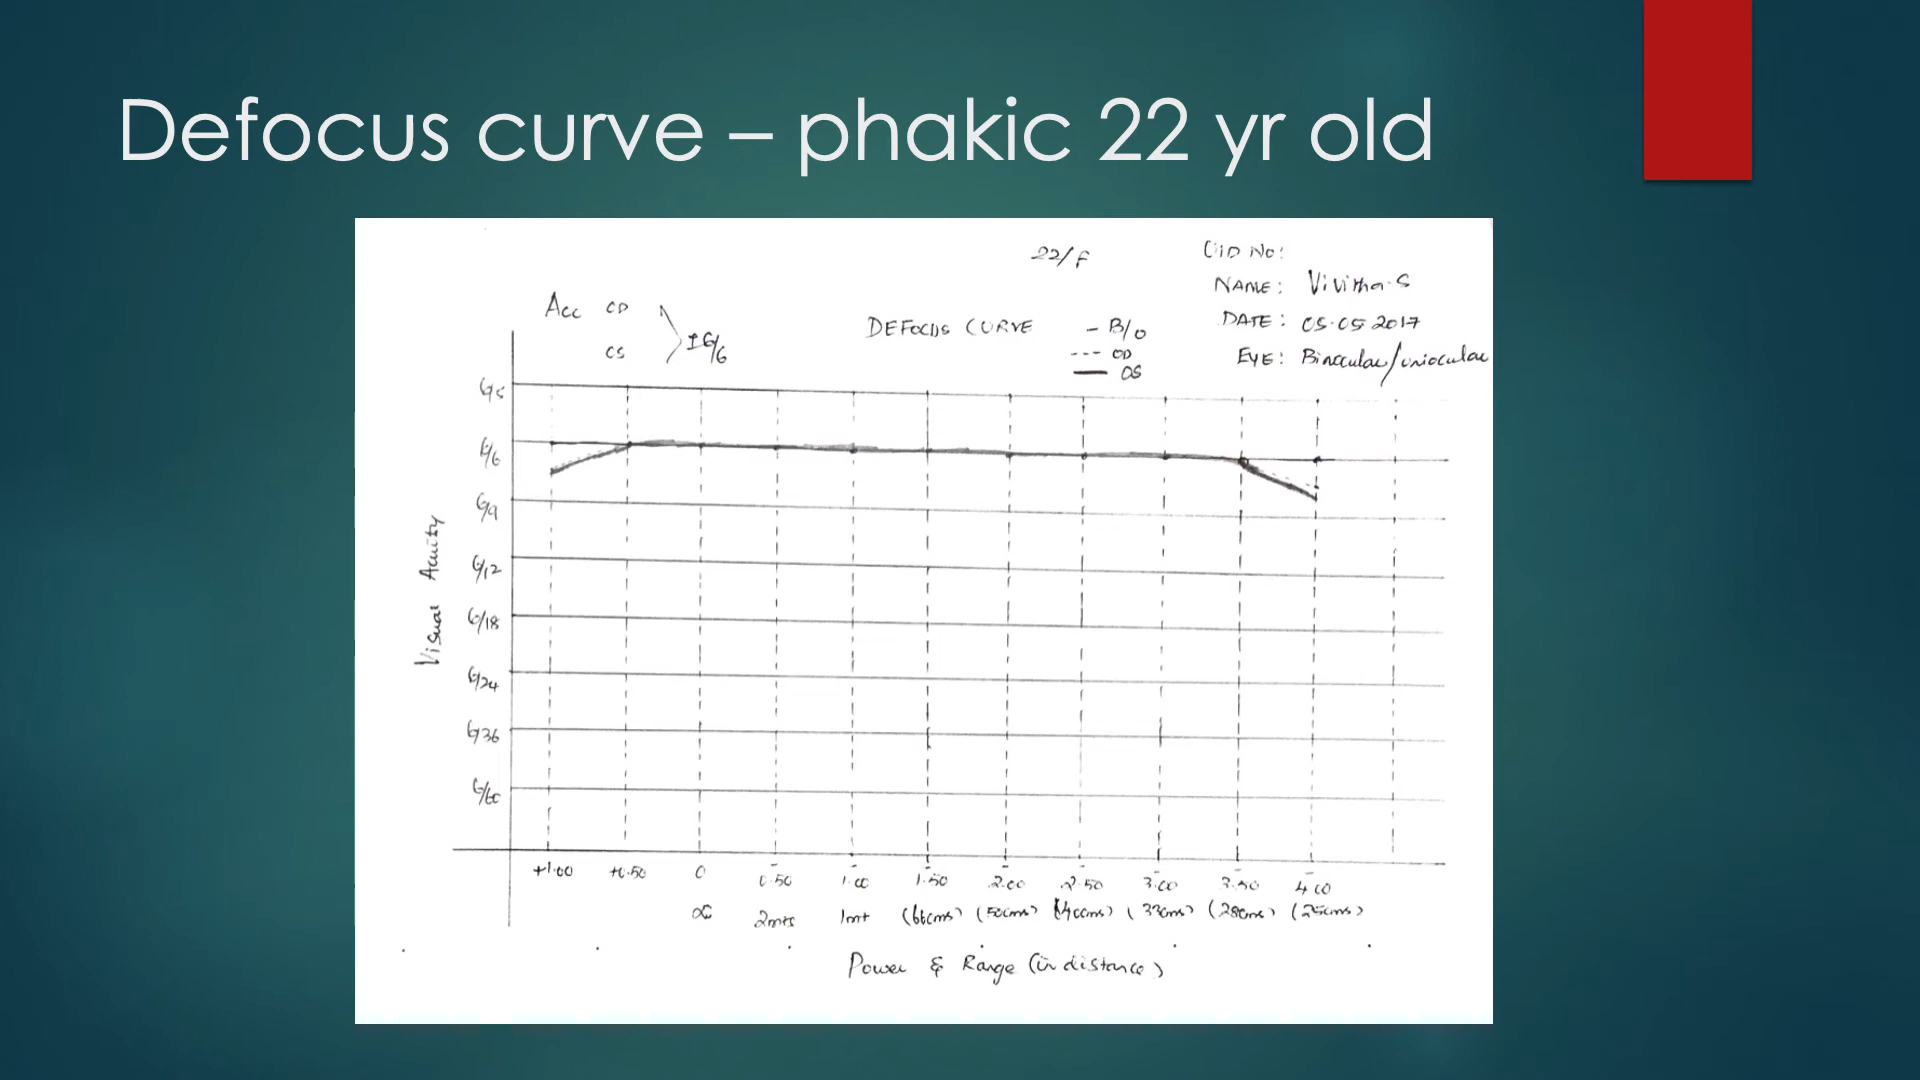 Defocus curve – phakic 22 yr old
22/F
NAME: Vivitha.S
DATE: 05.05.2017
EYE: Binocular/uniocular
Acc OD
OS
DEFOCUS CURVE
- B/O
--- OD
— OS
6/5
6/6
6/9
6/12
6/18
6/24
6/36
6/60
Visual Acuity
+1.00 +0.50 0 -0.50 -1.00 -1.50 -2.00 -2.50 -3.00 -3.50 -4.00
∝ 2mts 1mt (66cms) (50cms) (40cms) (33cms) (28cms) (25cms)
Power & Range (in distance)